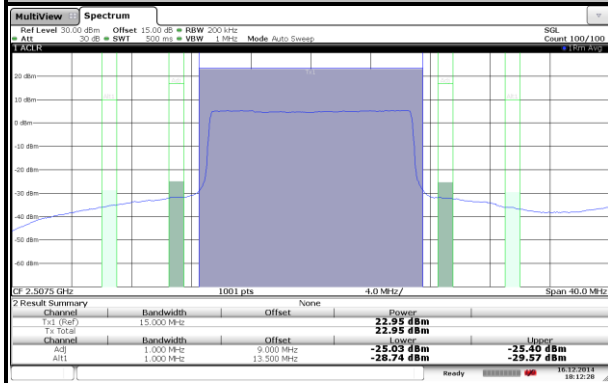 MultiView Spectrum
Ref Level 30.00 dBm Offset 15.00 dB RBW 200 kHz SGL
Att 30 dB SWT 500 ms VBW 1 MHz Mode Auto Sweep Count 100/100
1 ACLR 1Rm Avg
20 dBm
10 dBm
0 dBm
-10 dBm
-20 dBm
-30 dBm
-40 dBm
-50 dBm
-60 dBm
CF 2.5075 GHz 1001 pts 4.0 MHz/ Span 40.0 MHz
2 Result Summary None
Channel Bandwidth Offset Power
Tx1 (Ref) 15.000 MHz 22.95 dBm
Tx Total 22.95 dBm
Channel Bandwidth Offset Lower Upper
Adj 1.000 MHz 9.000 MHz -25.03 dBm -25.40 dBm
Alt1 1.000 MHz 13.500 MHz -28.74 dBm -29.57 dBm
Ready 16.12.2014
18:12:28